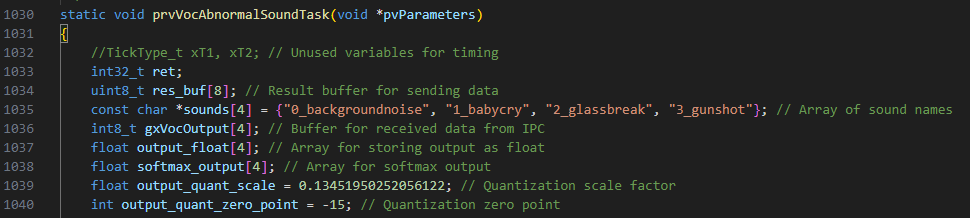 1030 static void prvVocAbnormalSoundTask(void *pvParameters)
1031 {
1032 //TickType_t xT1, xT2; // Unused variables for timing
1033 int32_t ret;
1034 uint8_t res_buf[8]; // Result buffer for sending data
1035 const char *sounds[4] = {"0_backgroundnoise", "1_babycry", "2_glassbreak", "3_gunshot"}; // Array of sound names
1036 int8_t gxVocOutput[4]; // Buffer for received data from IPC
1037 float output_float[4]; // Array for storing output as float
1038 float softmax_output[4]; // Array for softmax output
1039 float output_quant_scale = 0.13451950252056122; // Quantization scale factor
1040 int output_quant_zero_point = -15; // Quantization zero point